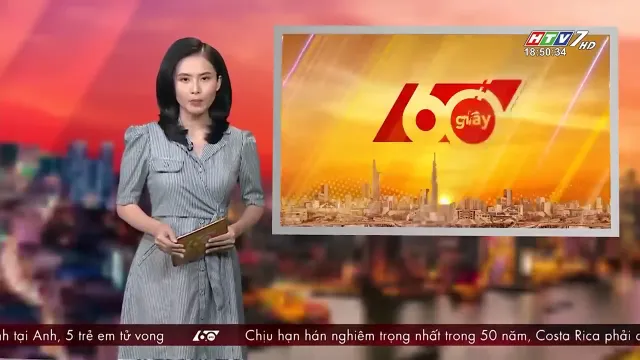 HTV7 HD
18:50:34
60 giây
nh tại Anh, 5 trẻ em tử vong 60 Chịu hạn hán nghiêm trọng nhất trong 50 năm, Costa Rica phải